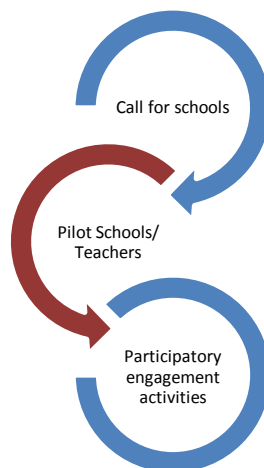 Call for schools
Pilot Schools/
Teachers
Participatory
engagement
activities